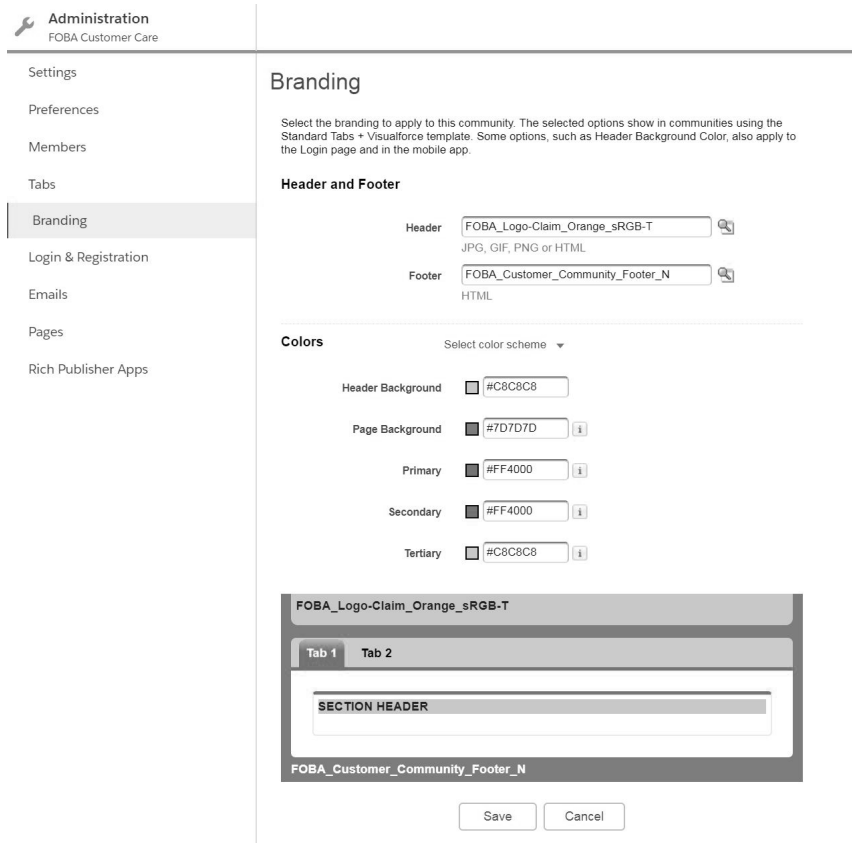 Administration
FOBA Customer Care
Settings
Preferences
Members
Tabs
Branding
Login & Registration
Emails
Pages
Rich Publisher Apps
Branding
Select the branding to apply to this community. The selected options show in communities using the
Standard Tabs + Visualforce template. Some options, such as Header Background Color, also apply to
the Login page and in the mobile app.
Header and Footer
Header FOBA_Logo-Claim_Orange_sRGB-T
JPG, GIF, PNG or HTML
Footer FOBA_Customer_Community_Footer_N
HTML
Colors Select color scheme
Header Background #C8C8C8
Page Background #7D7D7D i
Primary #FF4000 i
Secondary #FF4000 i
Tertiary #C8C8C8 i
FOBA_Logo-Claim_Orange_sRGB-T
Tab 1 Tab 2
SECTION HEADER
FOBA_Customer_Community_Footer_N
Save Cancel